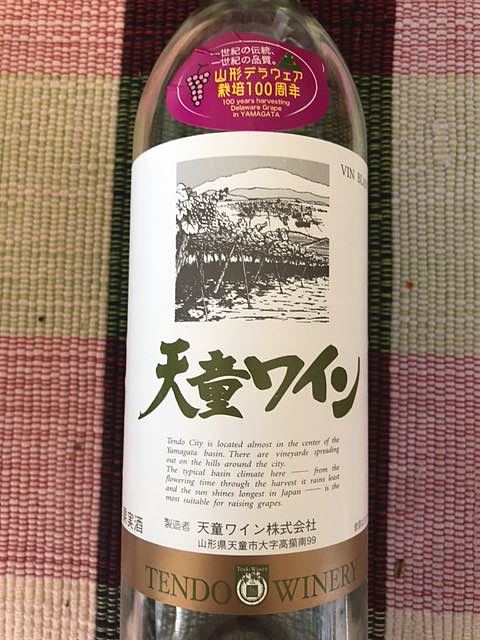 一世紀の伝統、
一世紀の品質。
山形デラウェア
栽培100周年
100 years harvesting
Delaware Grape
in YAMAGATA
VIN
天童ワイン
Tendo City is located almost in the center of the
Yamagata basin. There are vineyards spreading
out on the hills around the city.
The typical basin climate here —— from the
flowering time through the harvest it rains least
and the sun shines longest in Japan —— is the
most suitable for raising grapes.
果実酒
製造者 天童ワイン株式会社
山形県天童市大字高擶南99
Tendo Winery
TENDO WINERY